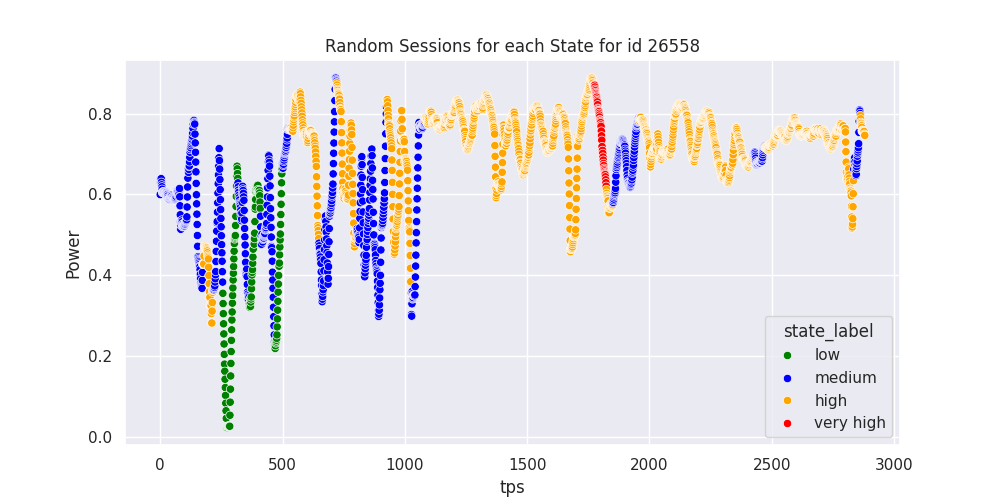 Random Sessions for each State for id 26558
Power
0.8
0.6
0.4
0.2
0.0
0
500
1000
1500
2000
2500
3000
tps
state_label
low
medium
high
very high